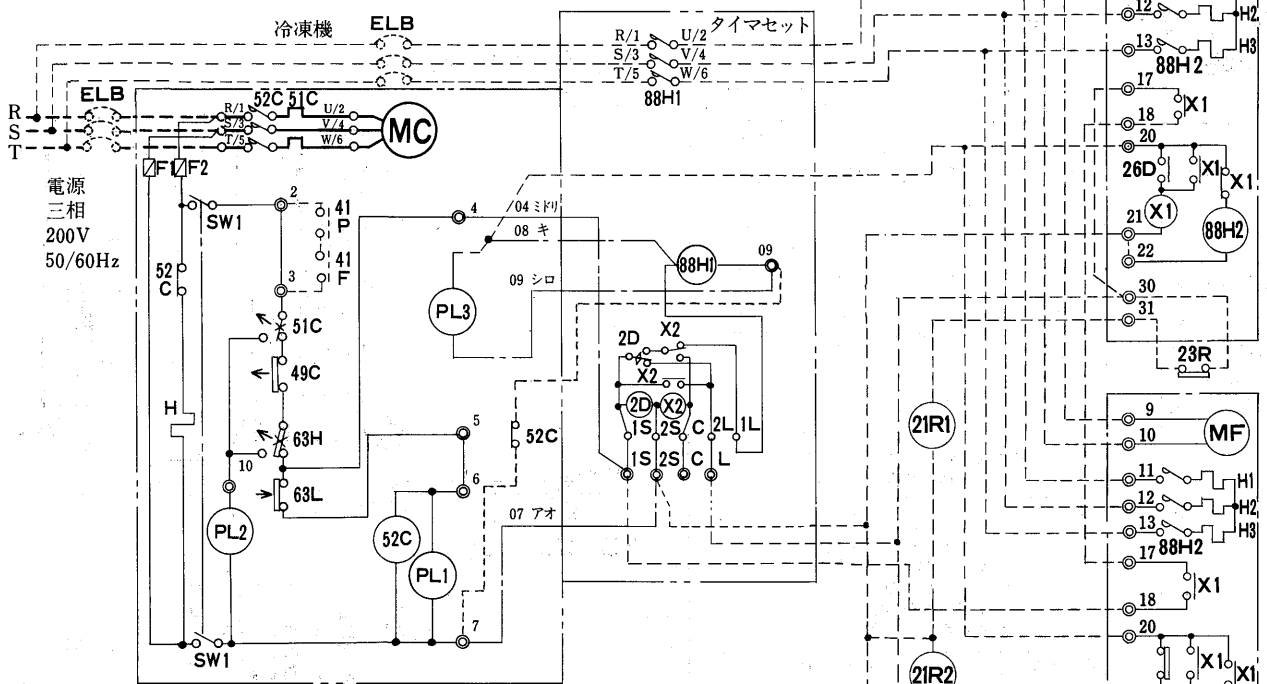 冷凍機
ELB
タイマセット
R/1 U/2
S/3 V/4
T/5 W/6
88H1
12 H2
13 H3
88H2
17
X1
18
20
26D X1 X1
X1
21
88H2
22
30
31
23R
R
S
T
ELB
52C 51C
R/1 U/2
S/3 V/4
T/5 W/6
MC
F1 F2
電源
三相
200V
50/60Hz
SW1
2
41
P
41
F
3
52
C
51C
49C
H
63H
10
63L
PL2
SW1
4
04 ミドリ
08 キ
09 シロ
PL3
5
6
52C
PL1
7
07 アオ
52C
88H1
09
2D X2
X2
2D X2
1S 2S C 2L 1L
1S 2S C L
21R1
21R2
9
10
MF
11 H1
12 H2
13 H3
88H2
17
X1
18
20
X1 X1